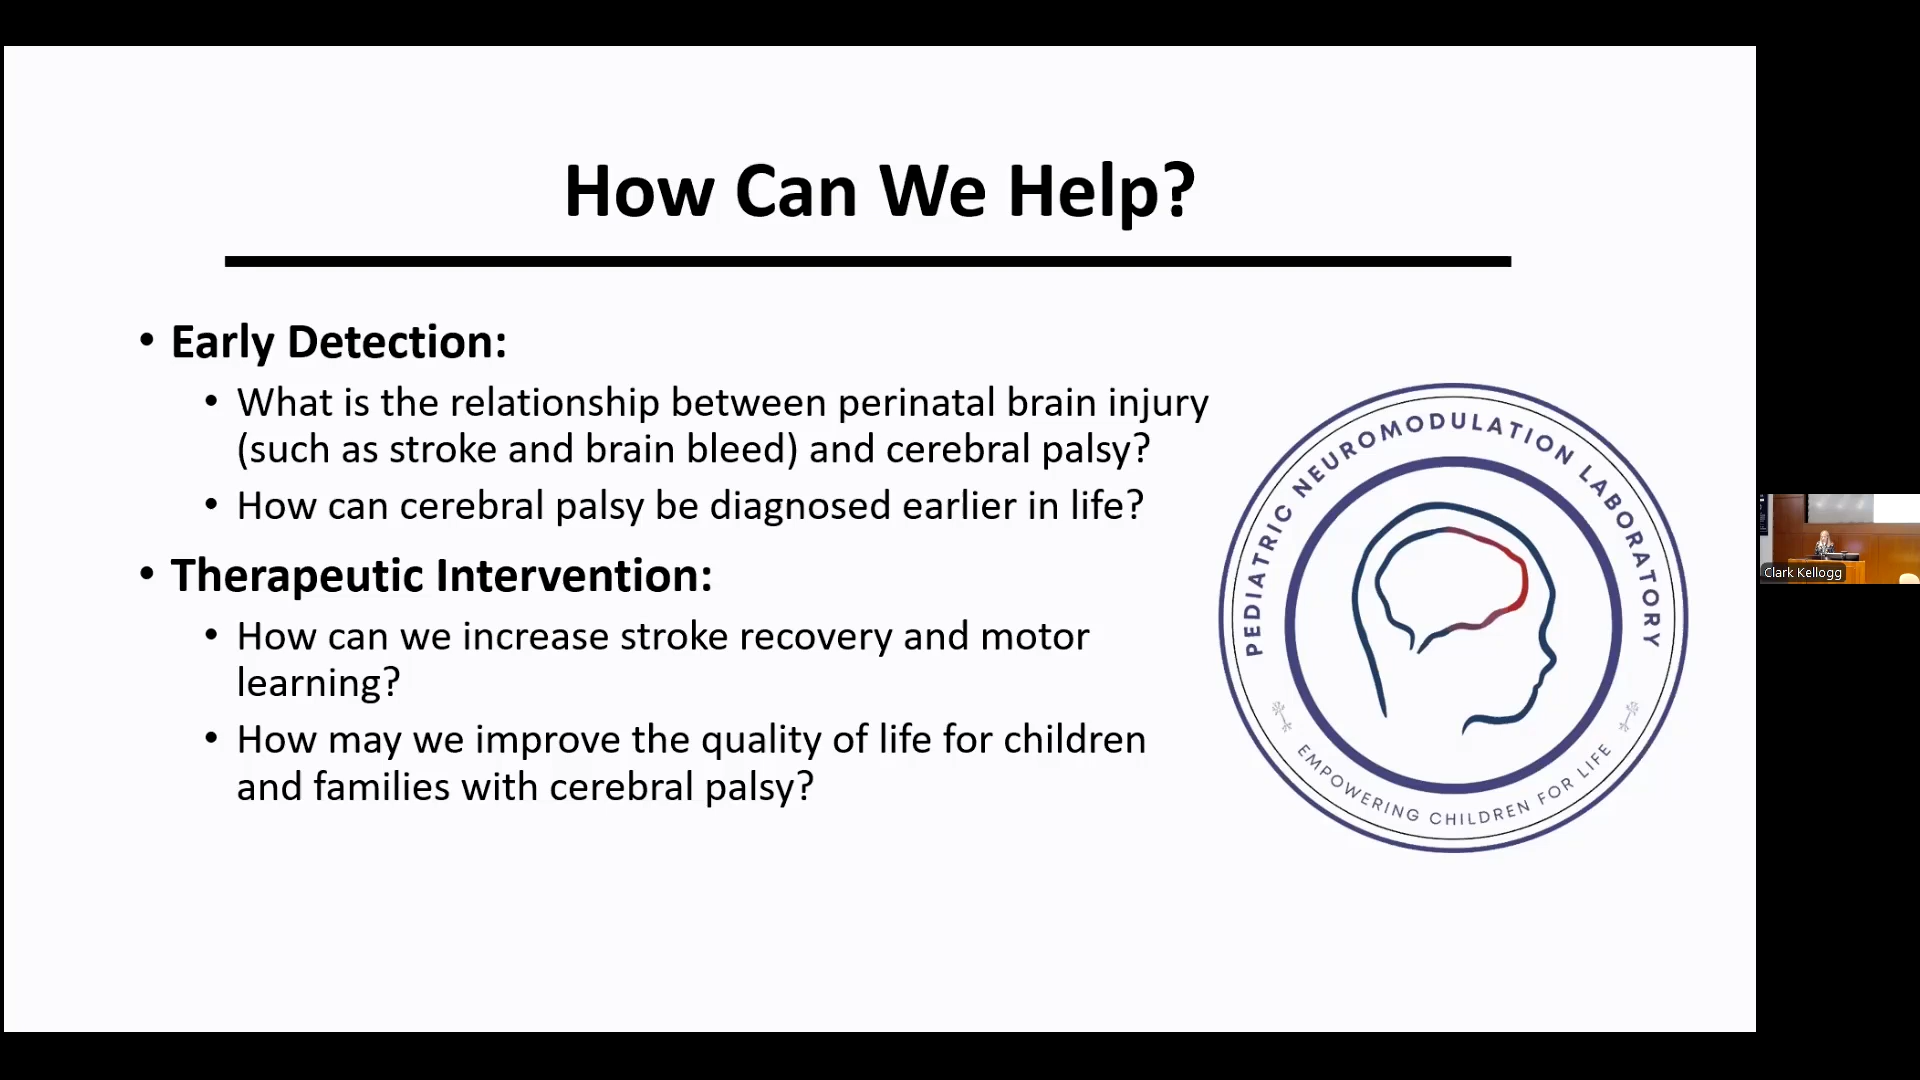 How Can We Help?
• Early Detection:
• What is the relationship between perinatal brain injury
(such as stroke and brain bleed) and cerebral palsy?
• How can cerebral palsy be diagnosed earlier in life?
• Therapeutic Intervention:
• How can we increase stroke recovery and motor
learning?
• How may we improve the quality of life for children
and families with cerebral palsy?
PEDIATRIC NEUROMODULATION LABORATORY
EMPOWERING CHILDREN FOR LIFE
Clark Kellogg